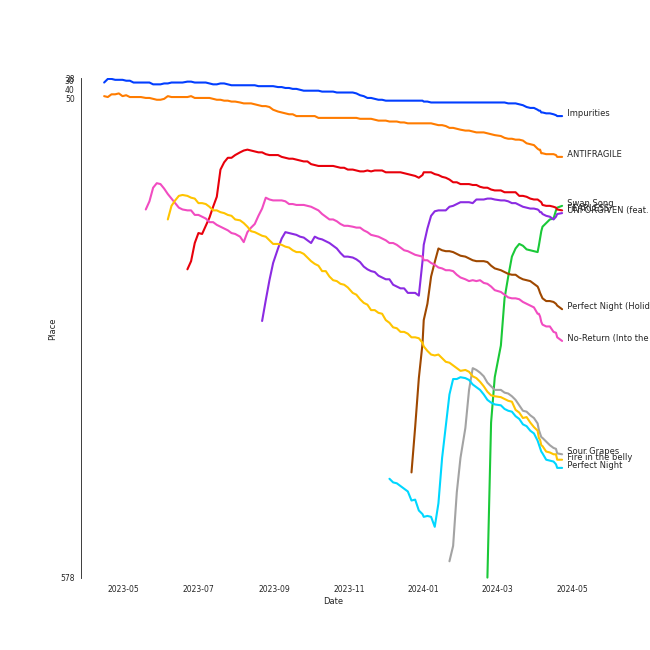 28
30
40
50
578
Place
2023-05
2023-07
2023-09
2023-11
2024-01
2024-03
2024-05
Date
Impurities
ANTIFRAGILE
Swan Song
UNFORGIVEN (feat.
Perfect Night (Holid
No-Return (Into the
Sour Grapes
Fire in the belly
Perfect Night